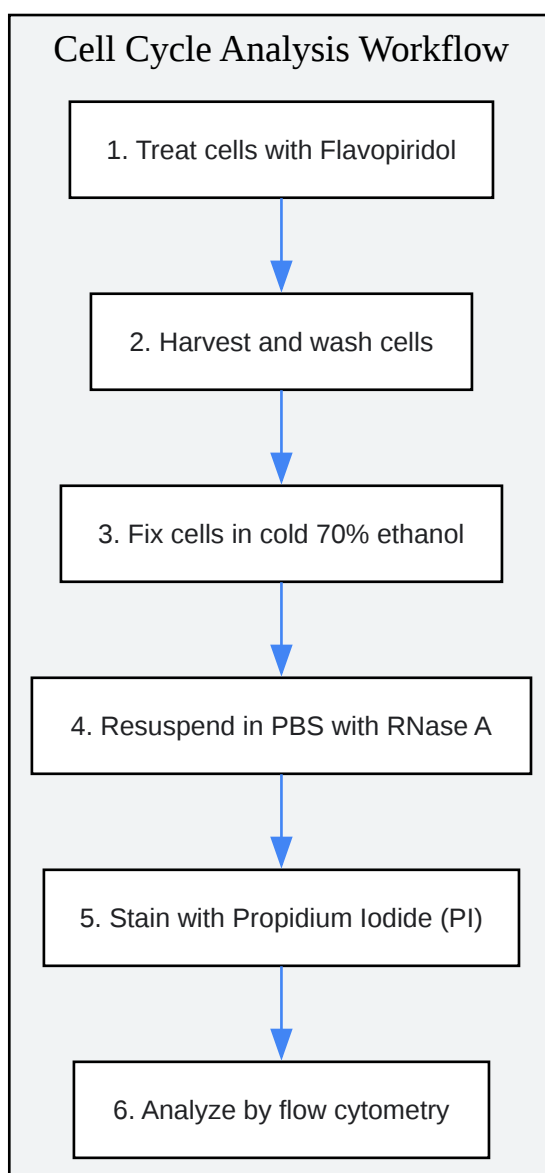 Cell Cycle Analysis Workflow
1. Treat cells with Flavopiridol
2. Harvest and wash cells
3. Fix cells in cold 70% ethanol
4. Resuspend in PBS with RNase A
5. Stain with Propidium Iodide (PI)
6. Analyze by flow cytometry